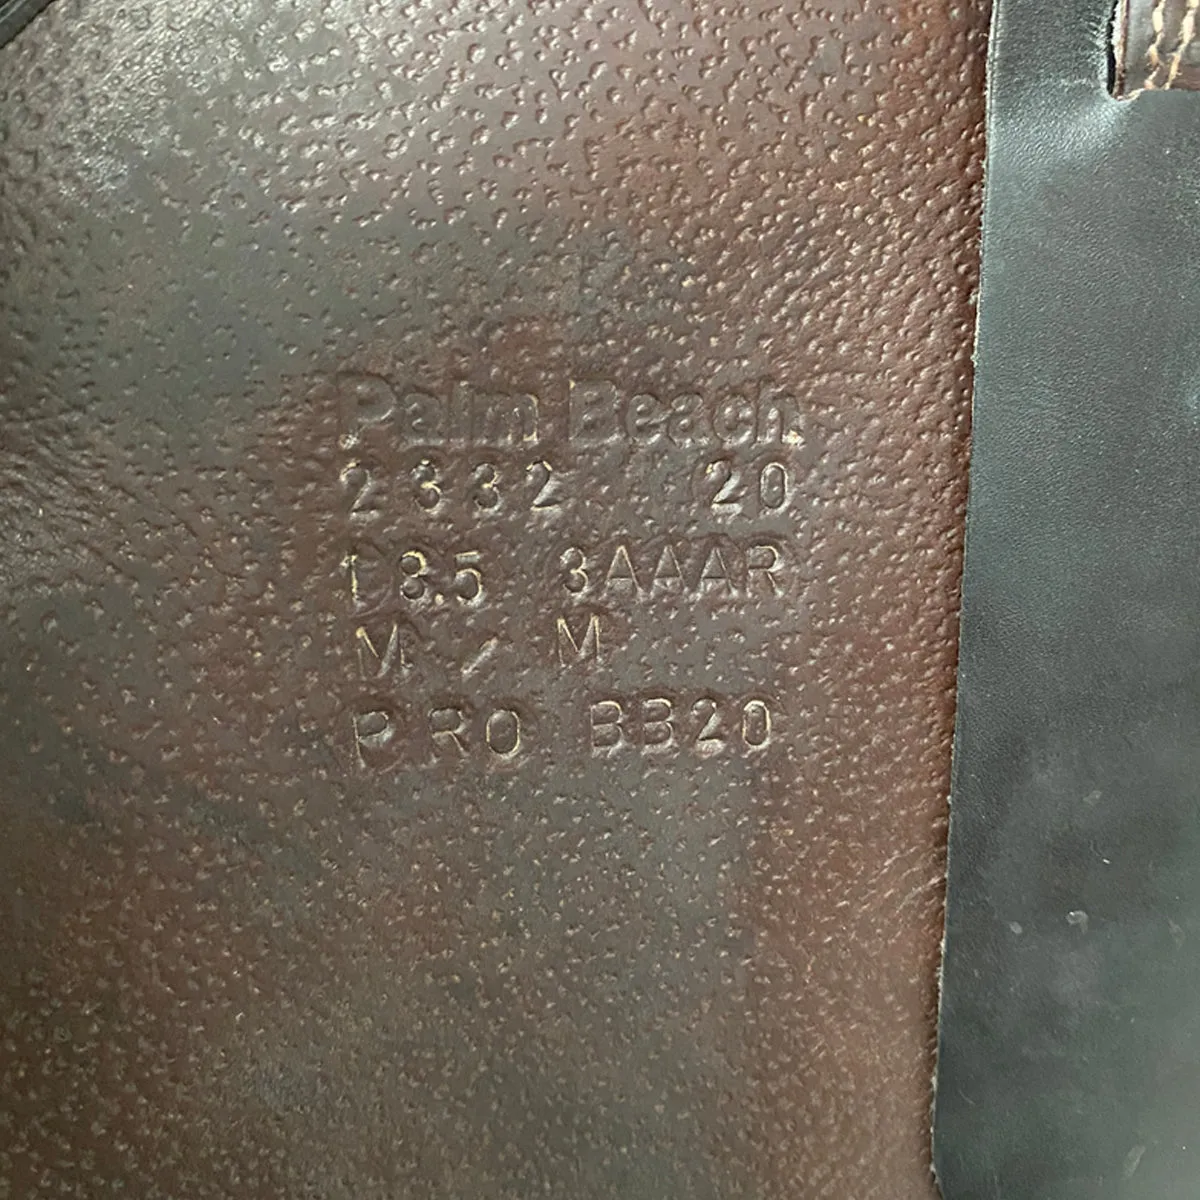 Palm Beach
2332 20
18.5 3AAAR
M / M
PRO BB20